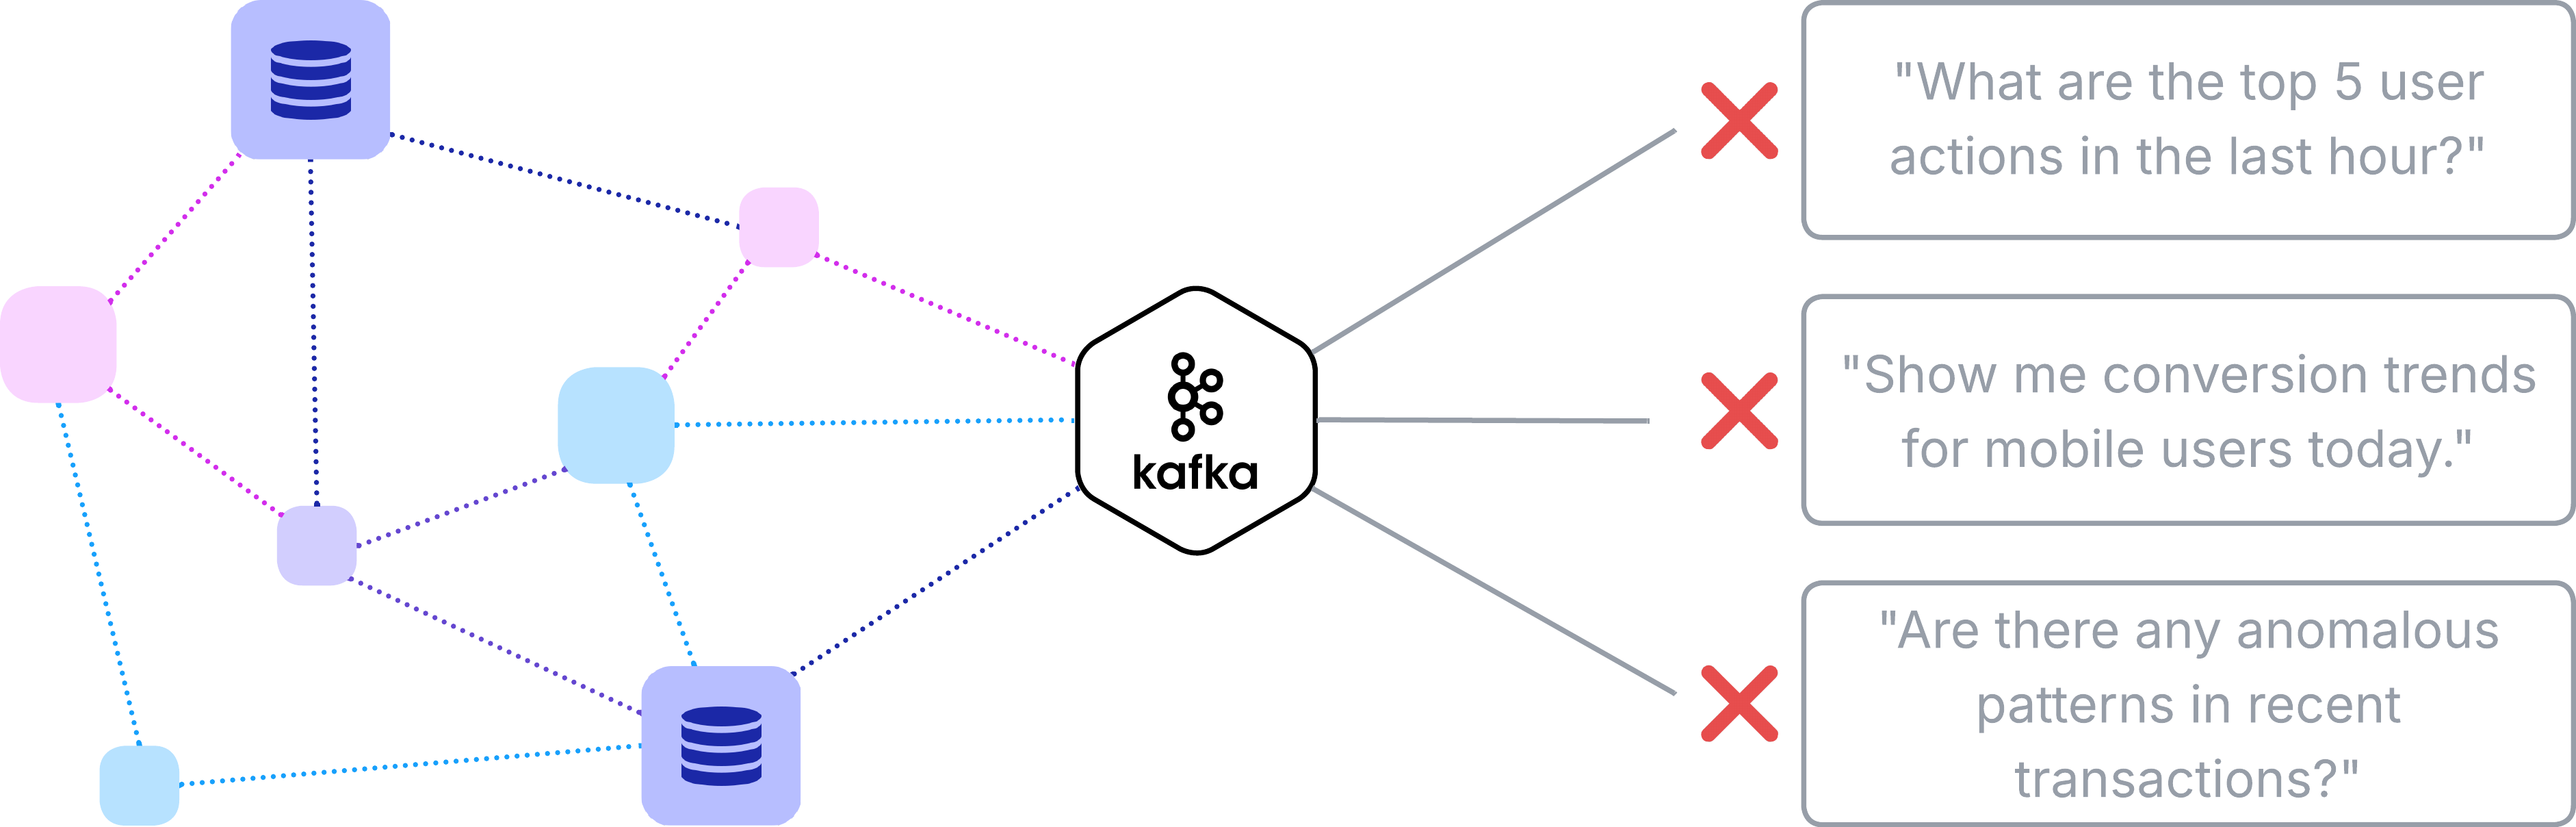 "What are the top 5 user
actions in the last hour?"
kafka
"Show me conversion trends
for mobile users today."
"Are there any anomalous
patterns in recent
transactions?"